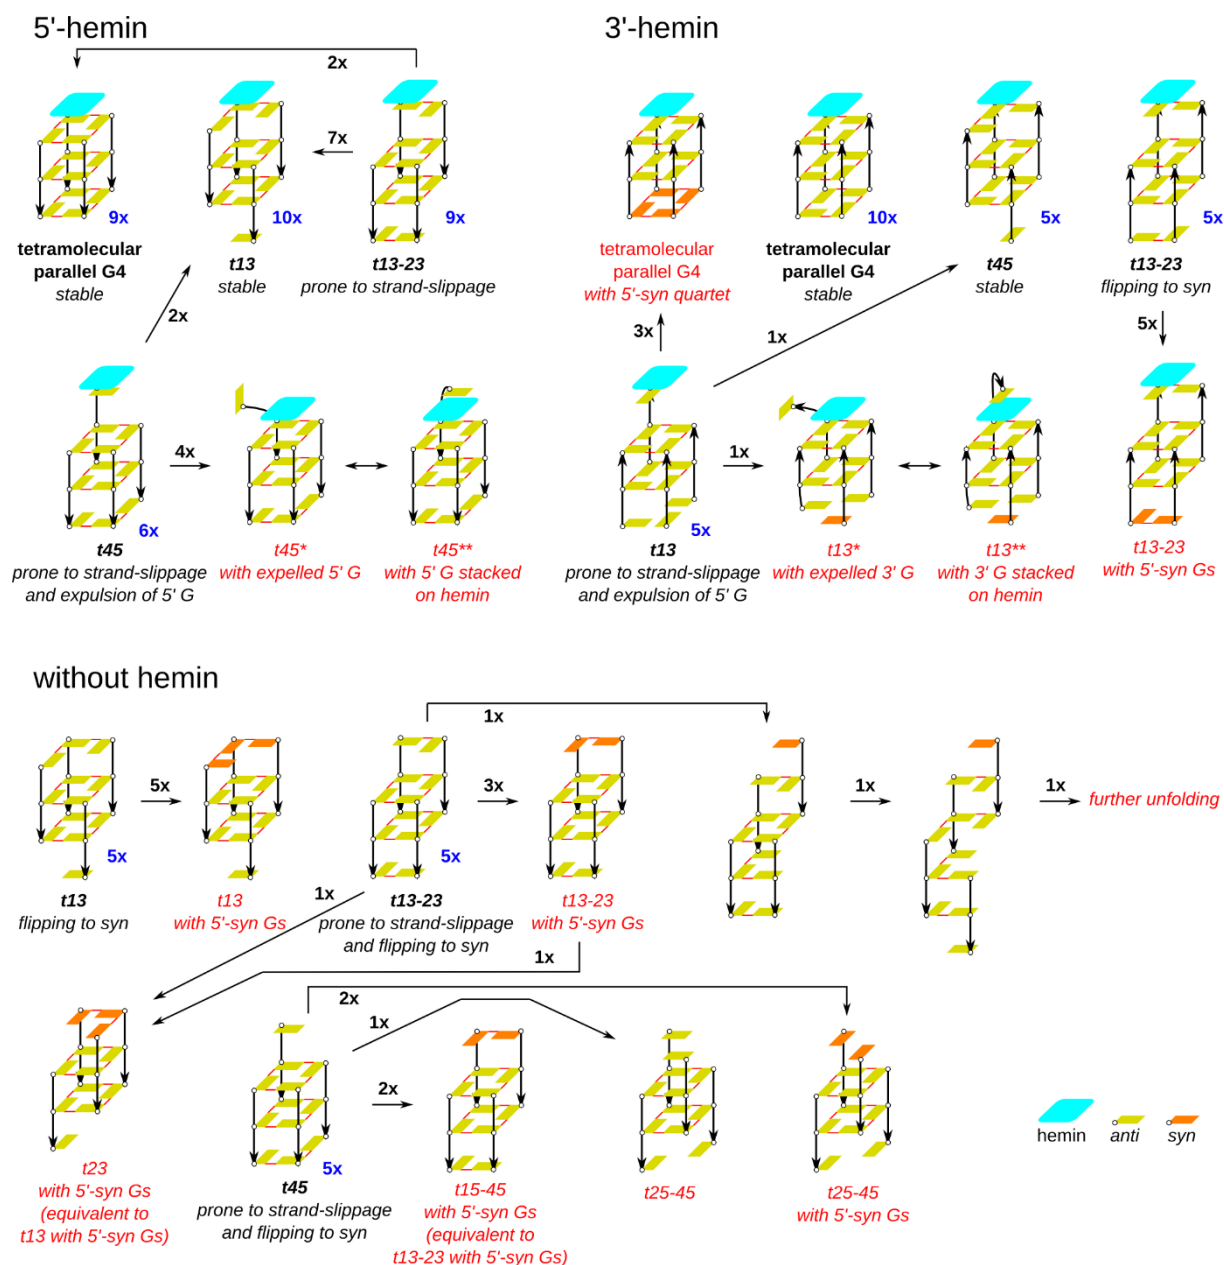 5'-hemin
3'-hemin
2x
7x
9x
10x
9x
tetramolecular
parallel G4
stable
t13
stable
t13-23
prone to strand-slippage
2x
4x
6x
t45
prone to strand-slippage
and expulsion of 5' G
t45*
with expelled 5' G
t45**
with 5' G stacked
on hemin
tetramolecular
parallel G4
with 5'-syn quartet
10x
tetramolecular
parallel G4
stable
5x
t45
stable
5x
t13-23
flipping to syn
3x
1x
5x
1x
5x
t13
prone to strand-slippage
and expulsion of 5' G
t13*
with expelled 3' G
t13**
with 3' G stacked
on hemin
t13-23
with 5'-syn Gs
without hemin
1x
5x
3x
1x
1x
further unfolding
5x
5x
t13
flipping to syn
t13
with 5'-syn Gs
1x
t13-23
prone to strand-slippage
and flipping to syn
t13-23
with 5'-syn Gs
1x
2x
1x
2x
5x
t23
with 5'-syn Gs
(equivalent to
t13 with 5'-syn Gs)
t45
prone to strand-slippage
and flipping to syn
t15-45
with 5'-syn Gs
(equivalent to
t13-23 with 5'-syn Gs)
t25-45
t25-45
with 5'-syn Gs
hemin
anti
syn